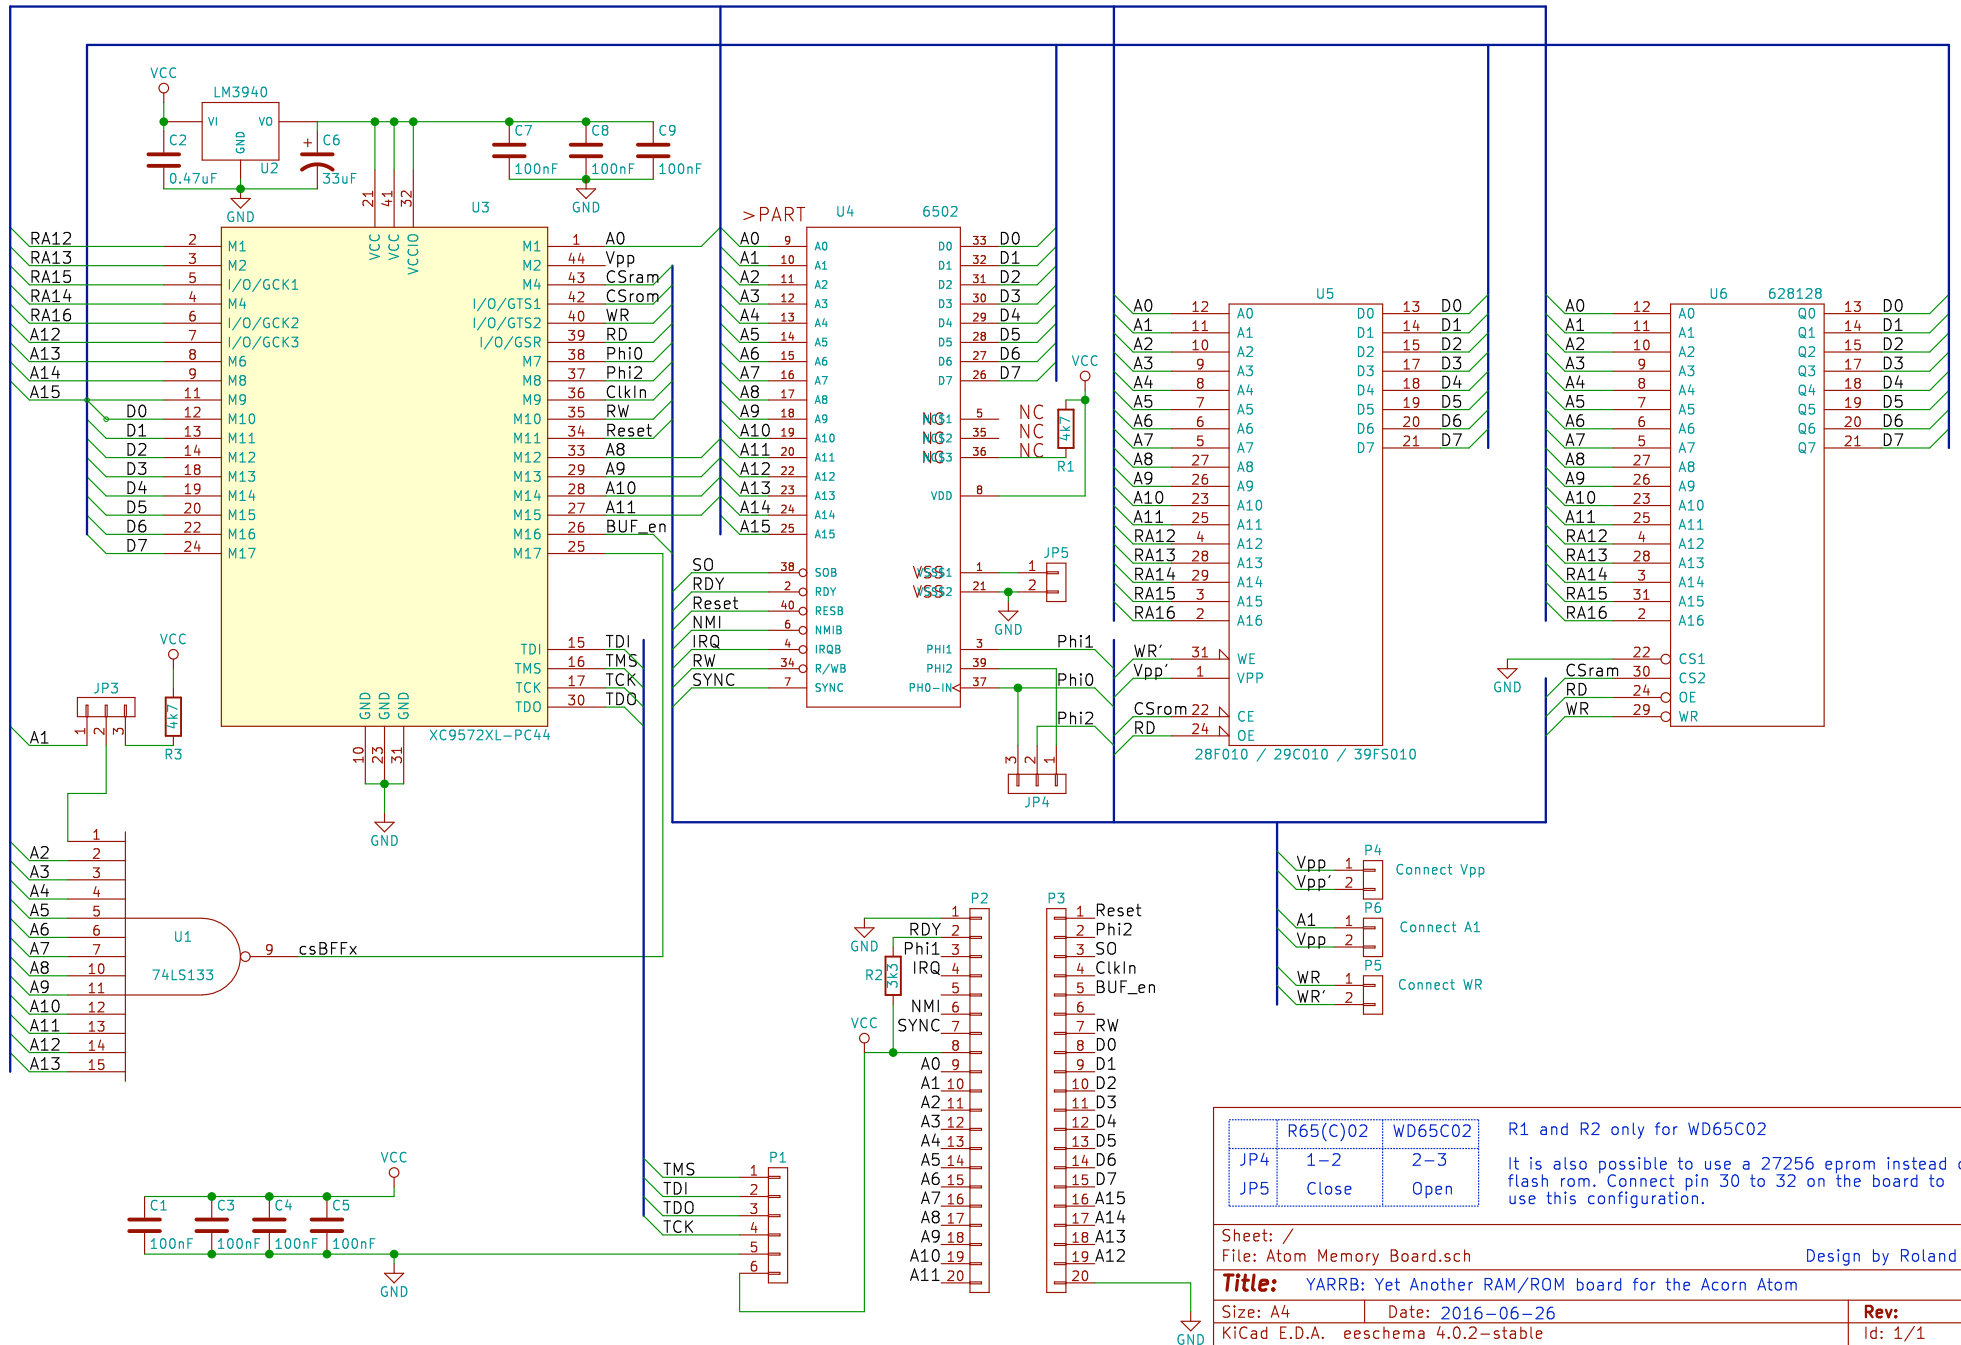 VCC
LM3940
VI
VO
GND
U2
C2
0.47uF
C6
+
33uF
GND
C7
100nF
C8
100nF
C9
100nF
GND
U3
21
41
32
VCC
VCC
VCCIO
RA12 2 M1
RA13 3 M2
RA15 5 I/O/GCK1
RA14 4 M4
RA16 6 I/O/GCK2
A12 7 I/O/GCK3
A13 8 M6
A14 9 M8
A15 11 M9
D0 12 M10
D1 13 M11
D2 14 M12
D3 18 M13
D4 19 M14
D5 20 M15
D6 22 M16
D7 24 M17
M1 1 A0
M2 44 Vpp
M4 43 CSram
I/O/GTS1 42 CSrom
I/O/GTS2 40 WR
I/O/GSR 39 RD
M7 38 Phi0
M8 37 Phi2
M9 36 ClkIn
M10 35 RW
M11 34 Reset
M12 33 A8
M13 29 A9
M14 28 A10
M15 27 A11
M16 26 BUF_en
M17 25
TDI 15 TDI
TMS 16 TMS
TCK 17 TCK
TDO 30 TDO
GND
GND
GND
10
23
31
XC9572XL-PC44
GND
>PART
U4
6502
A0 9 A0
A1 10 A1
A2 11 A2
A3 12 A3
A4 13 A4
A5 14 A5
A6 15 A6
A7 16 A7
A8 17 A8
A9 18 A9
A10 19 A10
A11 20 A11
A12 22 A12
A13 23 A13
A14 24 A14
A15 25 A15
SO 38 SOB
RDY 2 RDY
Reset 40 RESB
NMI 6 NMIB
IRQ 4 IRQB
RW 34 R/WB
SYNC 7 SYNC
D0 33 D0
D1 32 D1
D2 31 D2
D3 30 D3
D4 29 D4
D5 28 D5
D6 27 D6
D7 26 D7
5 NC
35 NC
36 NC
VDD 8
VCC
4k7
R1
1
21
JP5
1
2
GND
PHI1 3 Phi1
PHI2 39
PH0-IN 37 Phi0
Phi2
3
2
1
JP4
U5
A0 12 A0
A1 11 A1
A2 10 A2
A3 9 A3
A4 8 A4
A5 7 A5
A6 6 A6
A7 5 A7
A8 27 A8
A9 26 A9
A10 23 A10
A11 25 A11
RA12 4 A12
RA13 28 A13
RA14 29 A14
RA15 3 A15
RA16 2 A16
WR' 31 WE
Vpp' 1 VPP
CSrom 22 CE
RD 24 OE
D0 13 D0
D1 14 D1
D2 15 D2
D3 17 D3
D4 18 D4
D5 19 D5
D6 20 D6
D7 21 D7
28F010 / 29C010 / 39FS010
U6
628128
A0 12 A0
A1 11 A1
A2 10 A2
A3 9 A3
A4 8 A4
A5 7 A5
A6 6 A6
A7 5 A7
A8 27 A8
A9 26 A9
A10 23 A10
A11 25 A11
RA12 4 A12
RA13 28 A13
RA14 3 A14
RA15 31 A15
RA16 2 A16
GND
22 CS1
CSram 30 CS2
RD 24 OE
WR 29 WR
Q0 13 D0
Q1 14 D1
Q2 15 D2
Q3 17 D3
Q4 18 D4
Q5 19 D5
Q6 20 D6
Q7 21 D7
VCC
JP3
1
2
3
4k7
R3
A1
1
A2 2
A3 3
A4 4
A5 5
A6 6
A7 7
A8 10
A9 11
A10 12
A11 13
A12 14
A13 15
U1
74LS133
9 csBFFx
P4
Vpp 1 Connect Vpp
Vpp' 2
P6
A1 1 Connect A1
Vpp 2
P5
WR 1 Connect WR
WR' 2
P2
1
RDY 2
Phi1 3
IRQ 4
5
NMI 6
SYNC 7
8
A0 9
A1 10
A2 11
A3 12
A4 13
A5 14
A6 15
A7 16
A8 17
A9 18
A10 19
A11 20
GND
R2
3k3
VCC
P3
1 Reset
2 Phi2
3 SO
4 ClkIn
5 BUF_en
6
7 RW
8 D0
9 D1
10 D2
11 D3
12 D4
13 D5
14 D6
15 D7
16 A15
17 A14
18 A13
19 A12
20
GND
P1
TMS 1
TDI 2
TDO 3
TCK 4
5
6
VCC
C1
100nF
C3
100nF
C4
100nF
C5
100nF
GND
R65(C)02 WD65C02
JP4 1-2 2-3
JP5 Close Open
R1 and R2 only for WD65C02
It is also possible to use a 27256 eprom instead
flash rom. Connect pin 30 to 32 on the board to
use this configuration.
Sheet: /
File: Atom Memory Board.sch
Design by Roland
Title: YARRB: Yet Another RAM/ROM board for the Acorn Atom
Size: A4
Date: 2016-06-26
Rev:
KiCad E.D.A. eeschema 4.0.2-stable
Id: 1/1